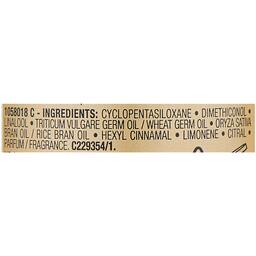 1058018 C - INGREDIENTS: CYCLOPENTASILOXANE • DIMETHICONOL •
LINALOOL • TRITICUM VULGARE GERM OIL / WHEAT GERM OIL • ORYZA SATIVA
BRAN OIL / RICE BRAN OIL • HEXYL CINNAMAL • LIMONENE • CITRAL •
PARFUM / FRAGRANCE. C229354/1.